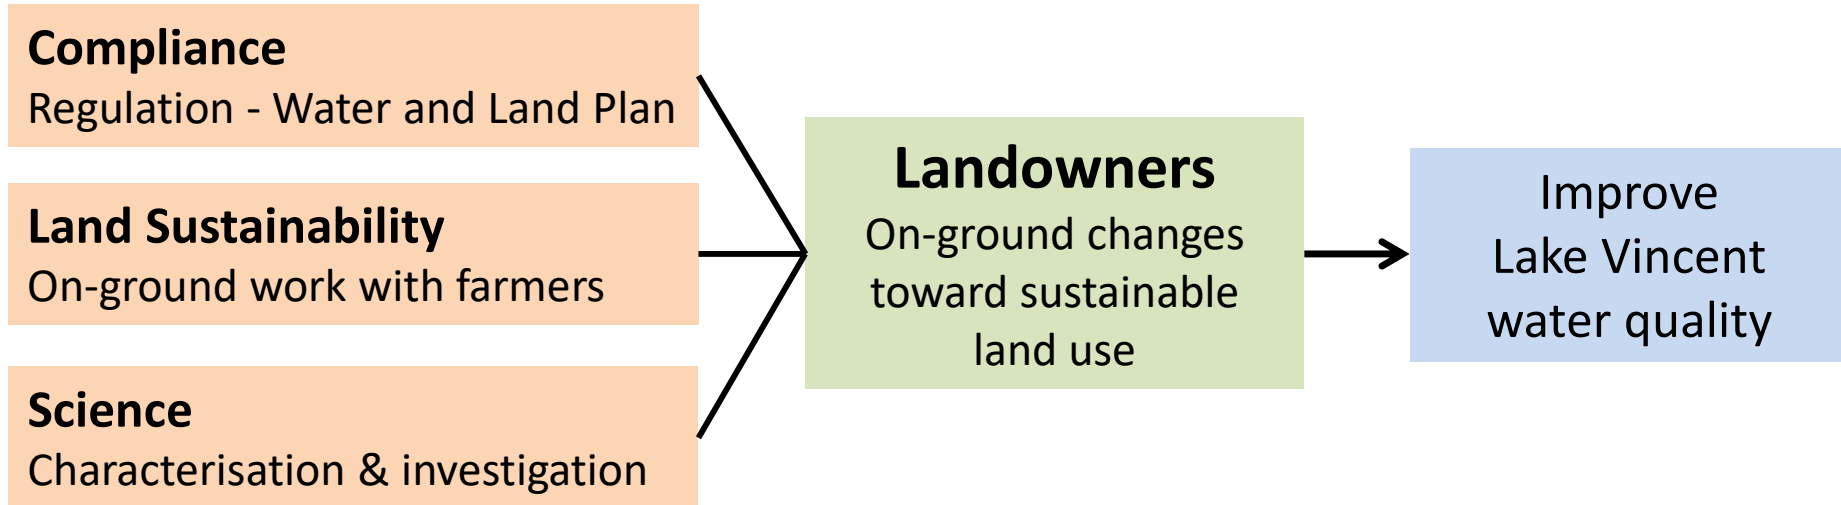 Compliance
Regulation - Water and Land Plan
Land Sustainability
On-ground work with farmers
Science
Characterisation & investigation
Landowners
On-ground changes
toward sustainable
land use
Improve
Lake Vincent
water quality